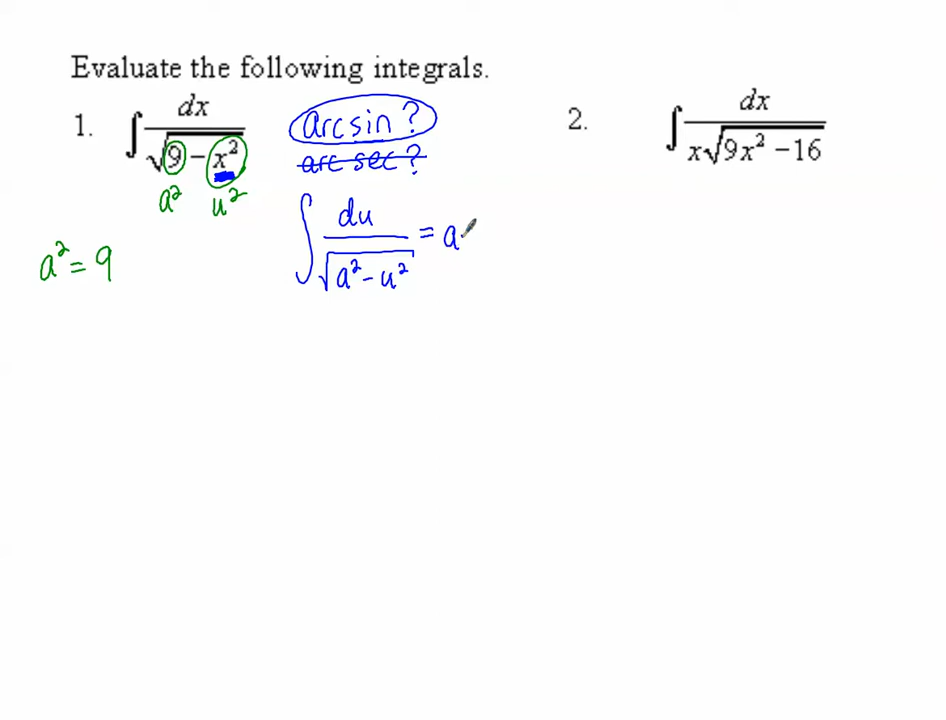 Evaluate the following integrals.
1. ∫ dx / √(9 − x²)
arcsin?
arc sec?
a² u²
a² = 9
∫ du / √(a² − u²) = a
2. ∫ dx / x√(9x² − 16)